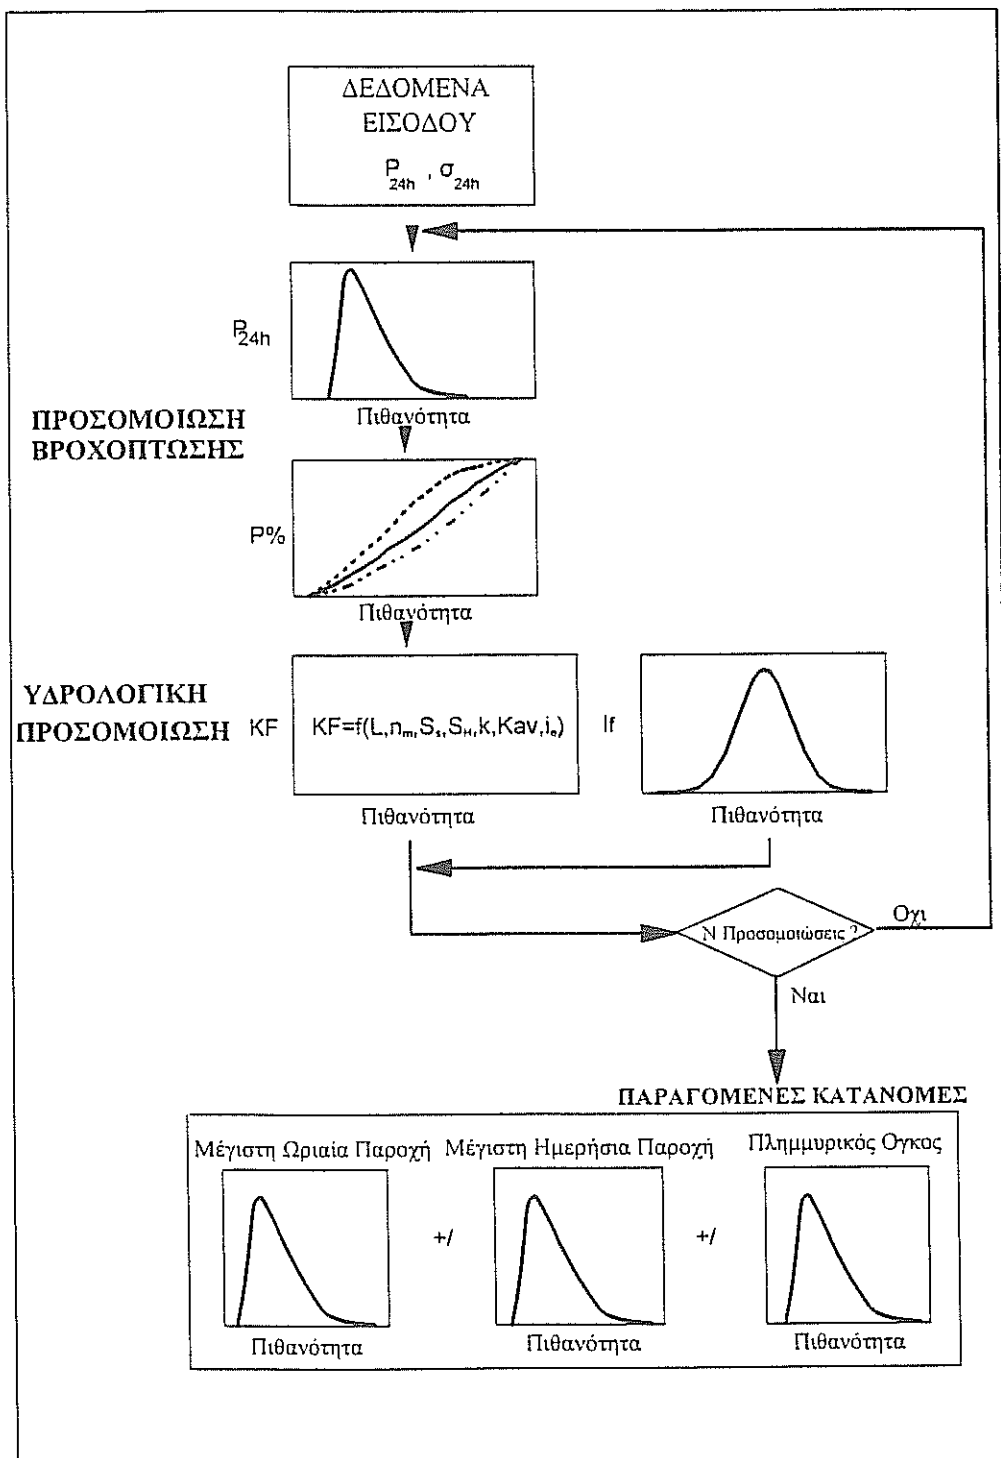 ΔΕΔΟΜΕΝΑ
ΕΙΣΟΔΟΥ
P24h , σ24h
P24h
Πιθανότητα
ΠΡΟΣΟΜΟΙΩΣΗ
ΒΡΟΧΟΠΤΩΣΗΣ
P%
Πιθανότητα
ΥΔΡΟΛΟΓΙΚΗ
ΠΡΟΣΟΜΟΙΩΣΗ
KF
KF=f(L,nm,Ss,SH,k,Kav,ie)
If
Πιθανότητα
Πιθανότητα
N Προσομοιώσεις ?
Οχι
Ναι
ΠΑΡΑΓΟΜΕΝΕΣ ΚΑΤΑΝΟΜΕΣ
Μέγιστη Ωριαία Παροχή
Μέγιστη Ημερήσια Παροχή
Πλημμυρικός Ογκος
+/
+/
Πιθανότητα
Πιθανότητα
Πιθανότητα